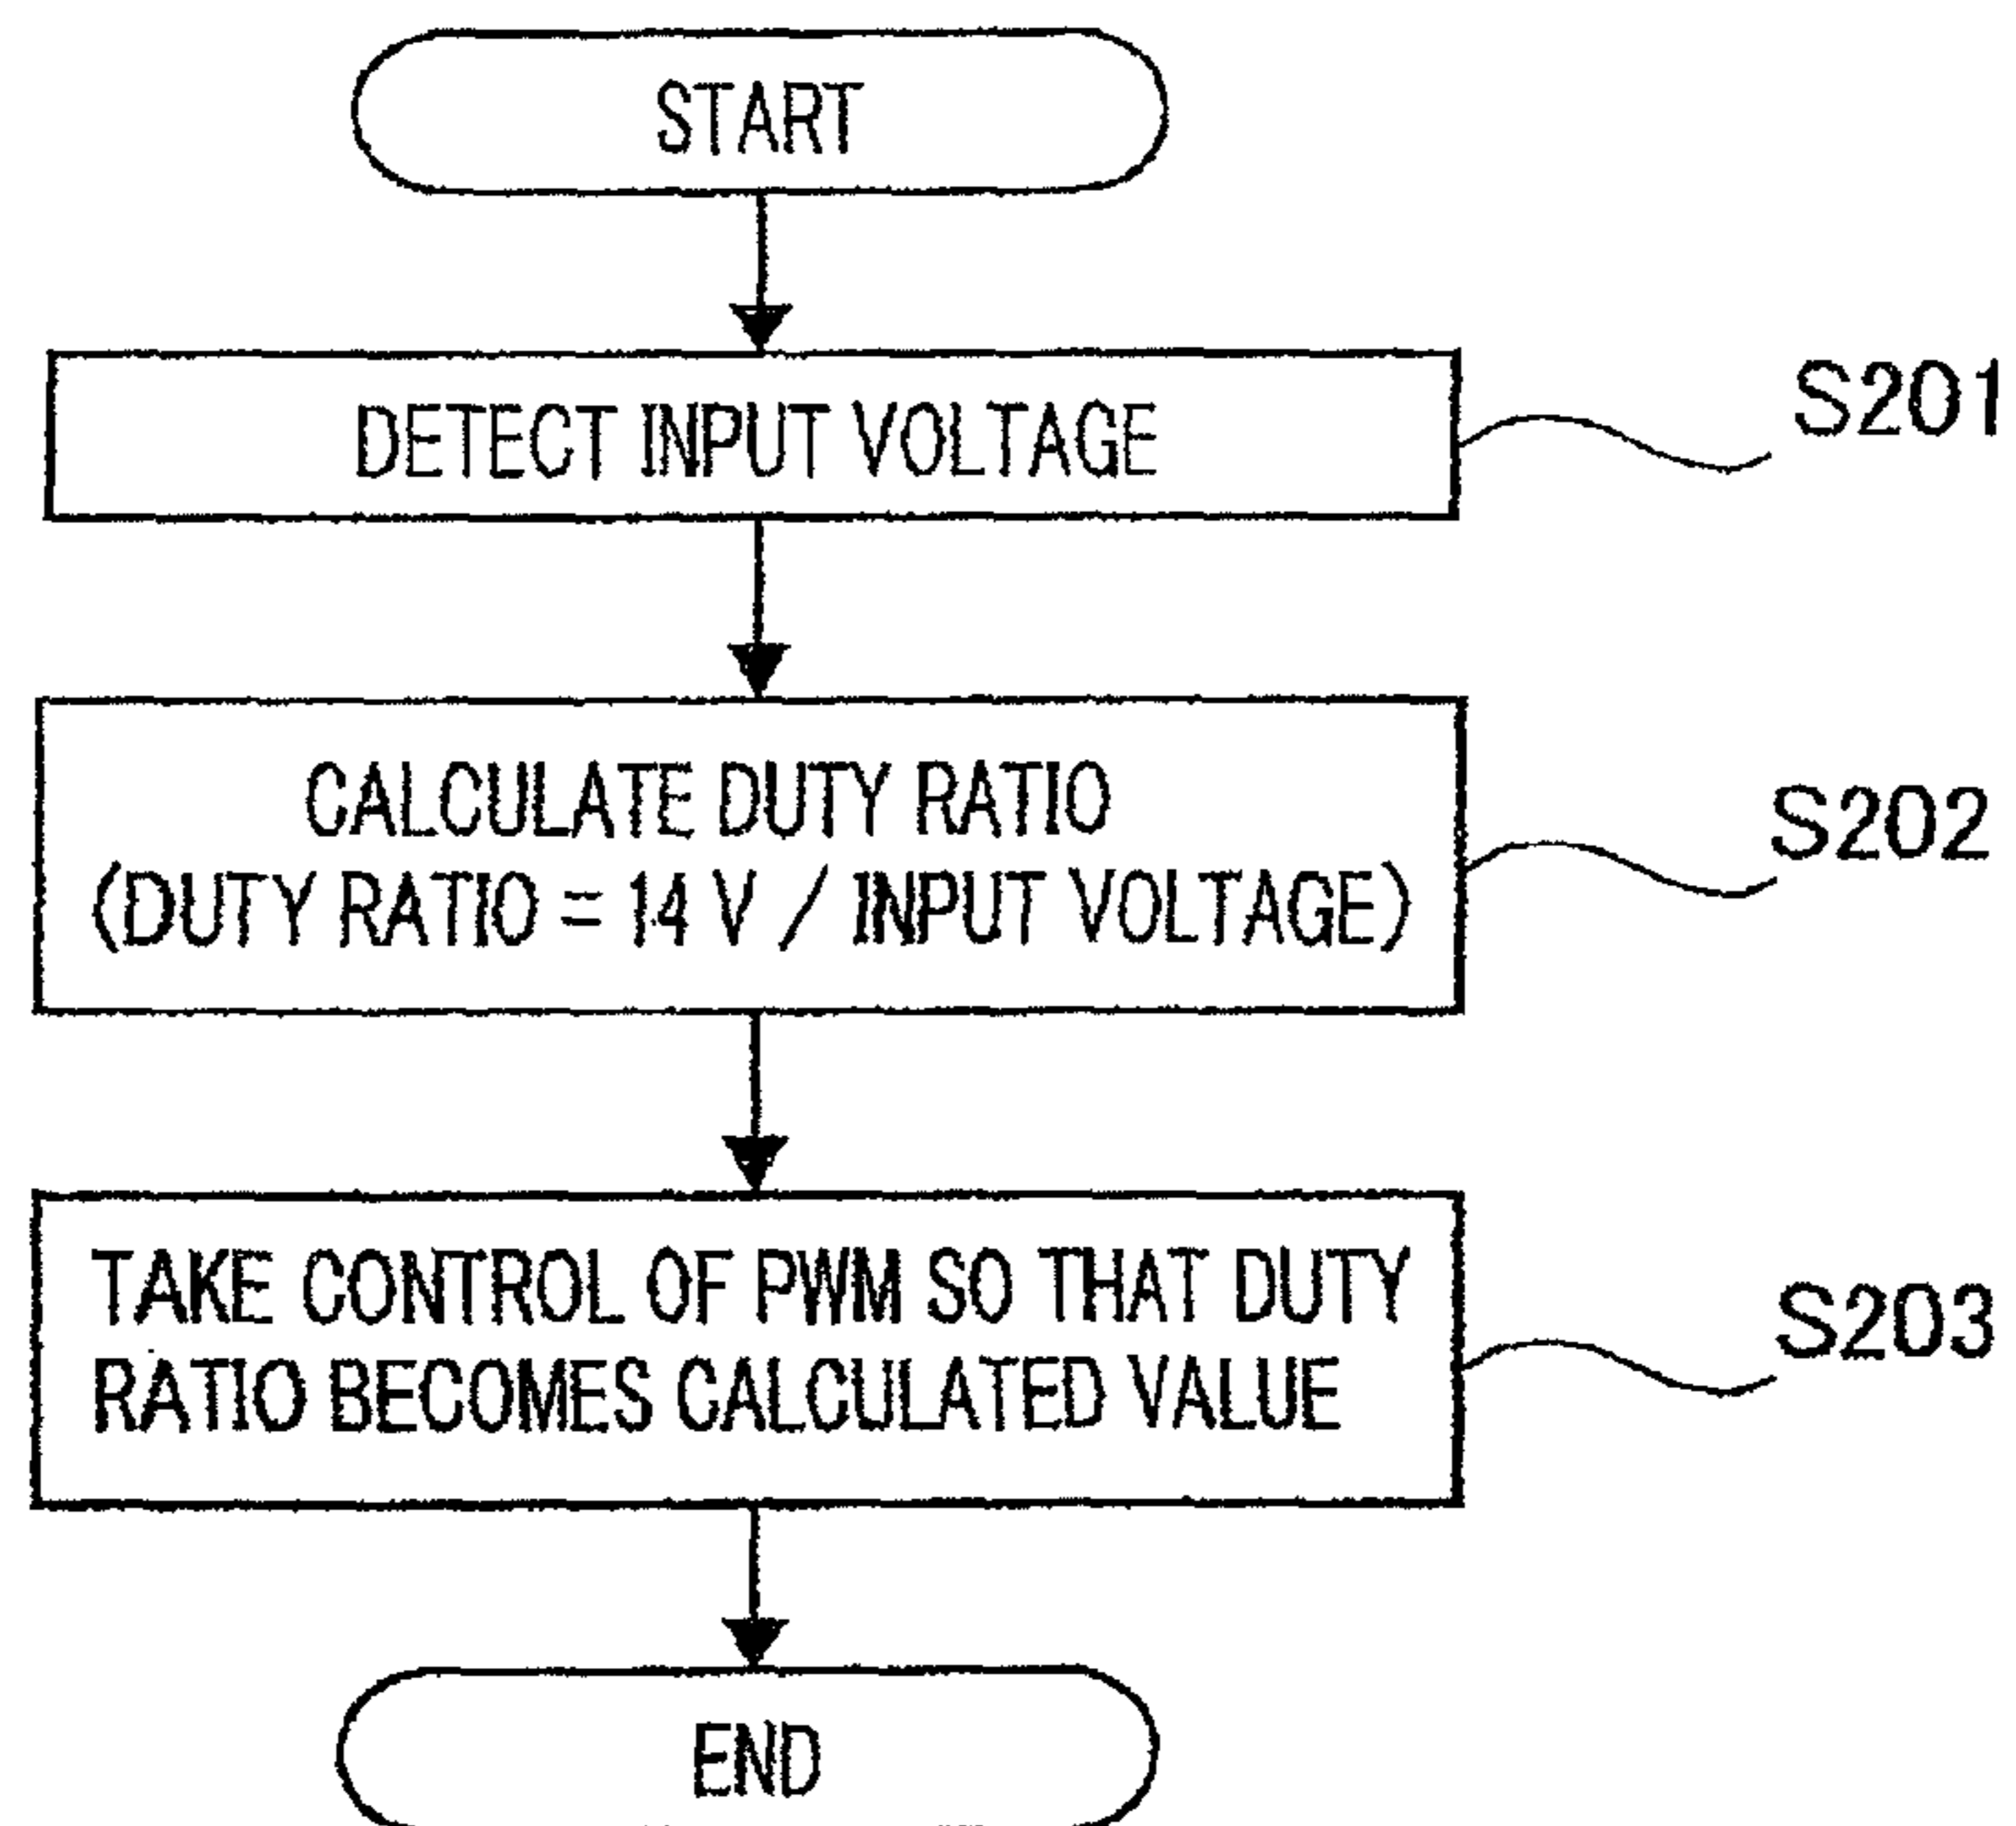 START
DETECT INPUT VOLTAGE
S201
CALCULATE DUTY RATIO
(DUTY RATIO = 14 V / INPUT VOLTAGE)
S202
TAKE CONTROL OF PWM SO THAT DUTY
RATIO BECOMES CALCULATED VALUE
S203
END